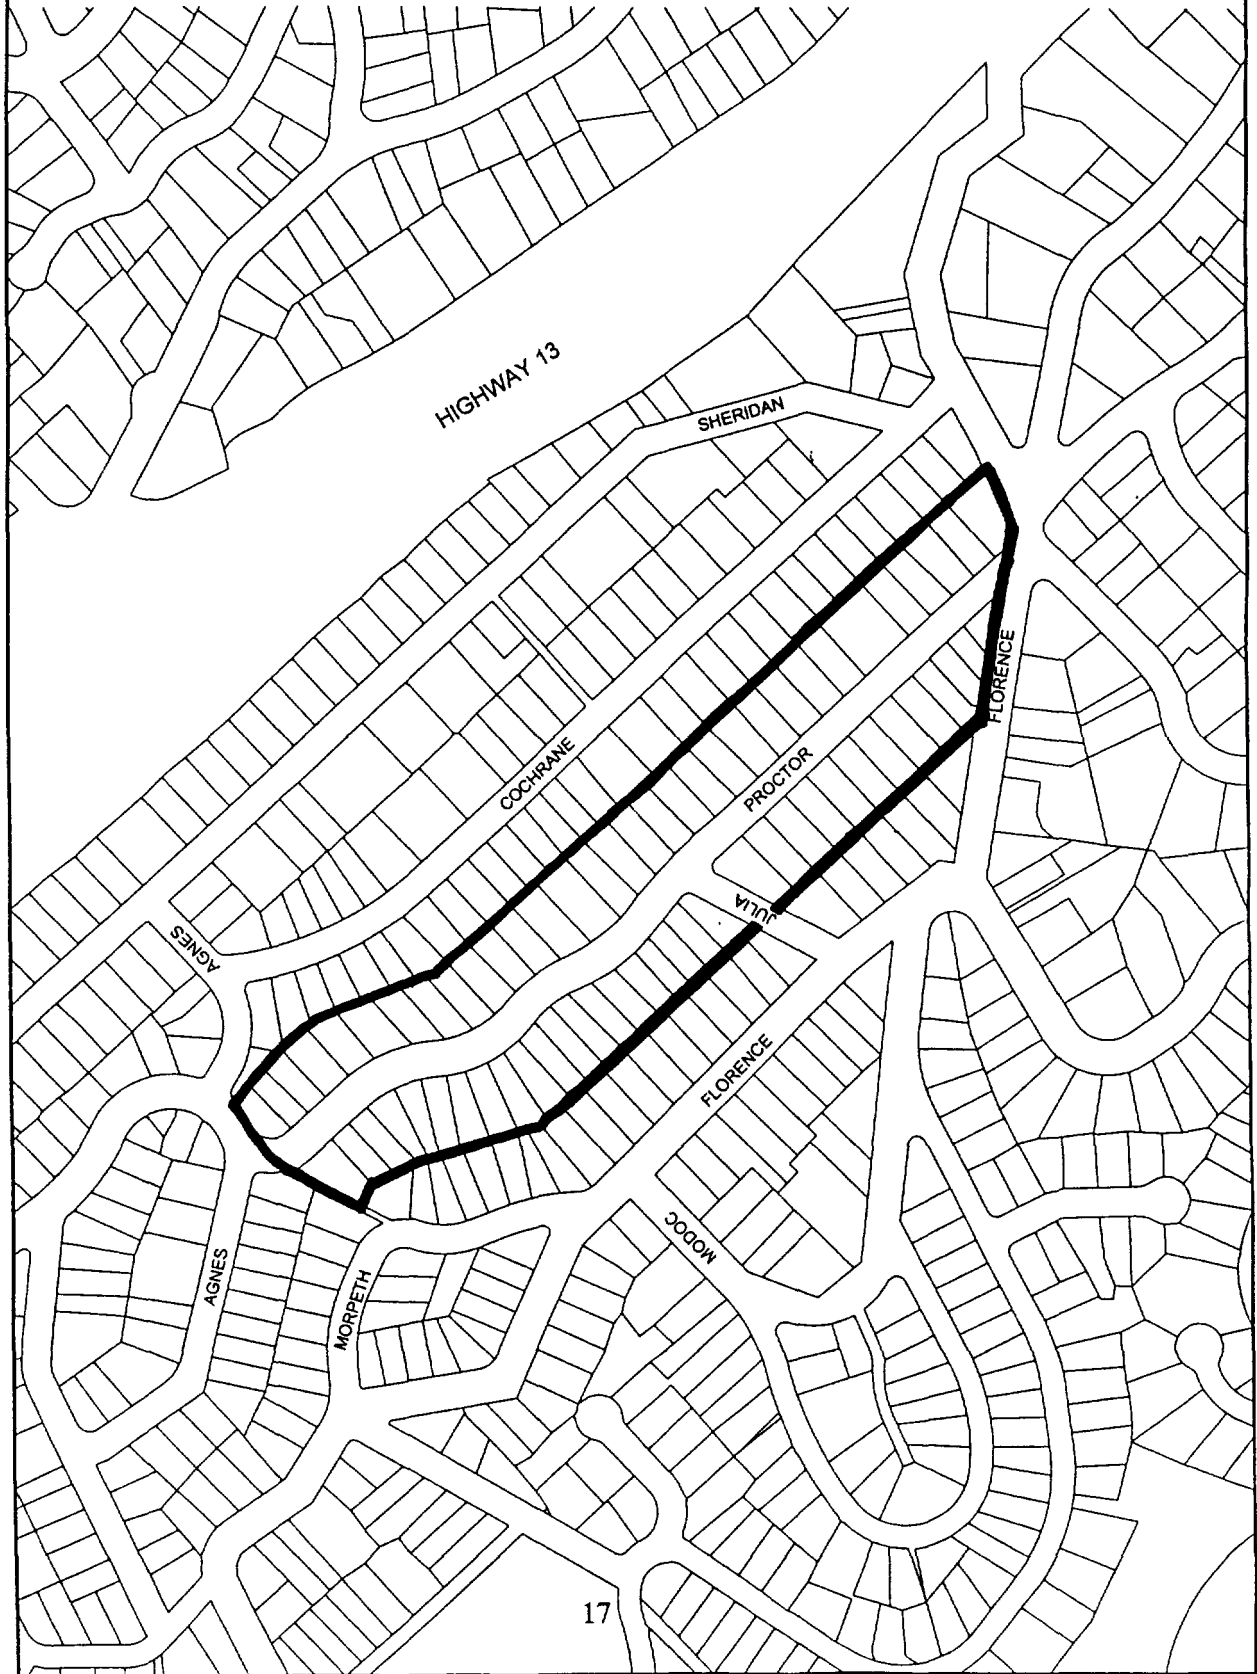 HIGHWAY 13
SHERIDAN
FLORENCE
COCHRANE
PROCTOR
JULIA
AGNES
FLORENCE
MODOC
AGNES
MORPETH
17